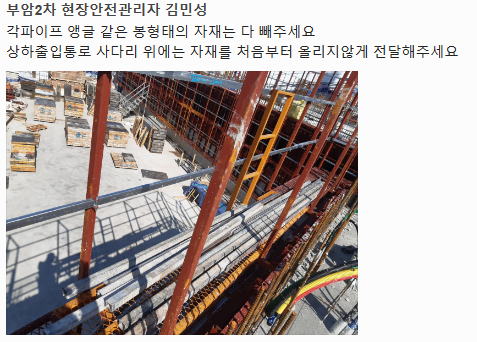 부암2차 현장안전관리자 김민성
각파이프 앵글 같은 봉형태의 자재는 다 빼주세요
상하출입통로 사다리 위에는 자재를 처음부터 올리지않게 전달해주세요